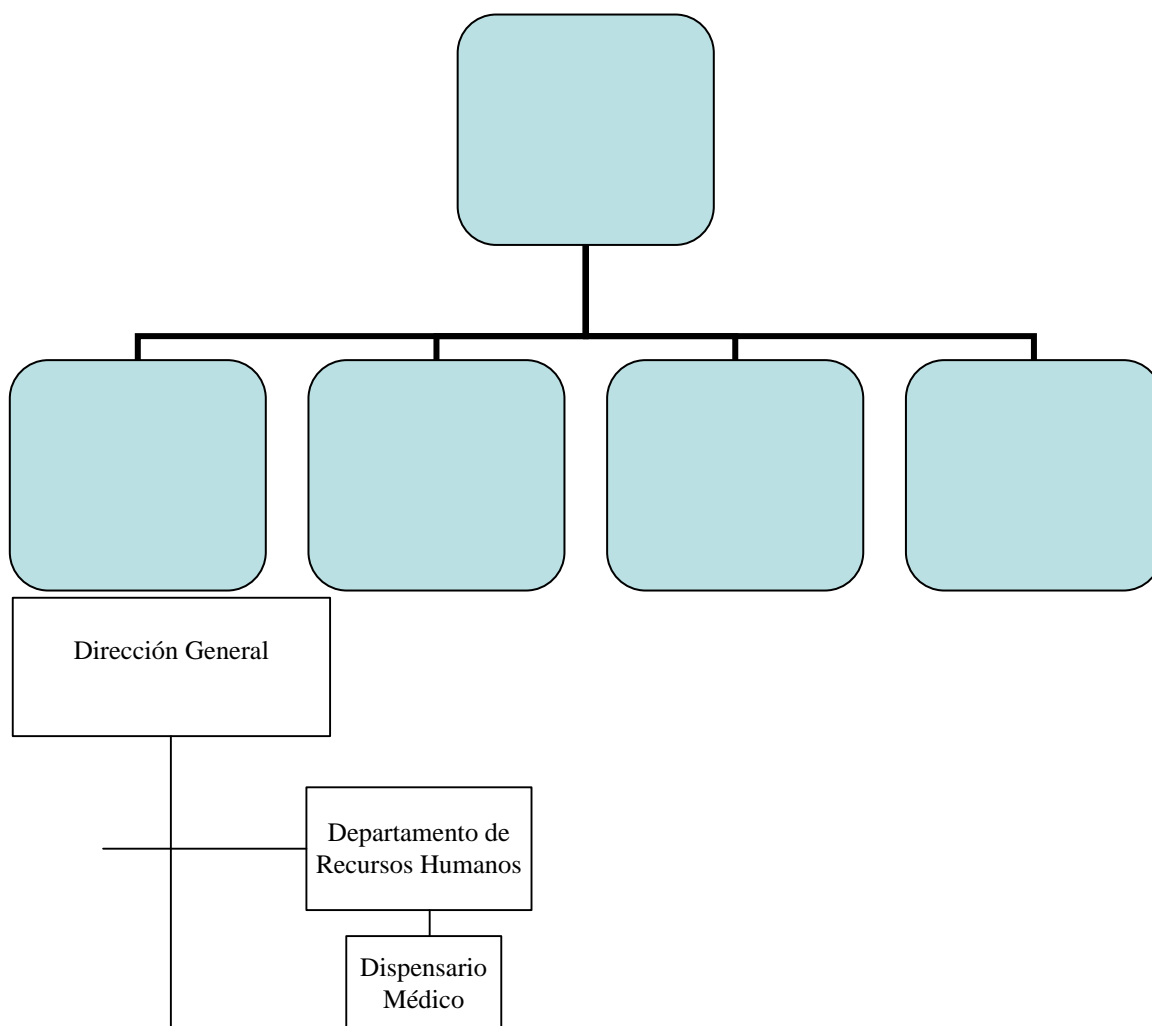 Dirección General
Departamento de
Recursos Humanos
Dispensario
Médico